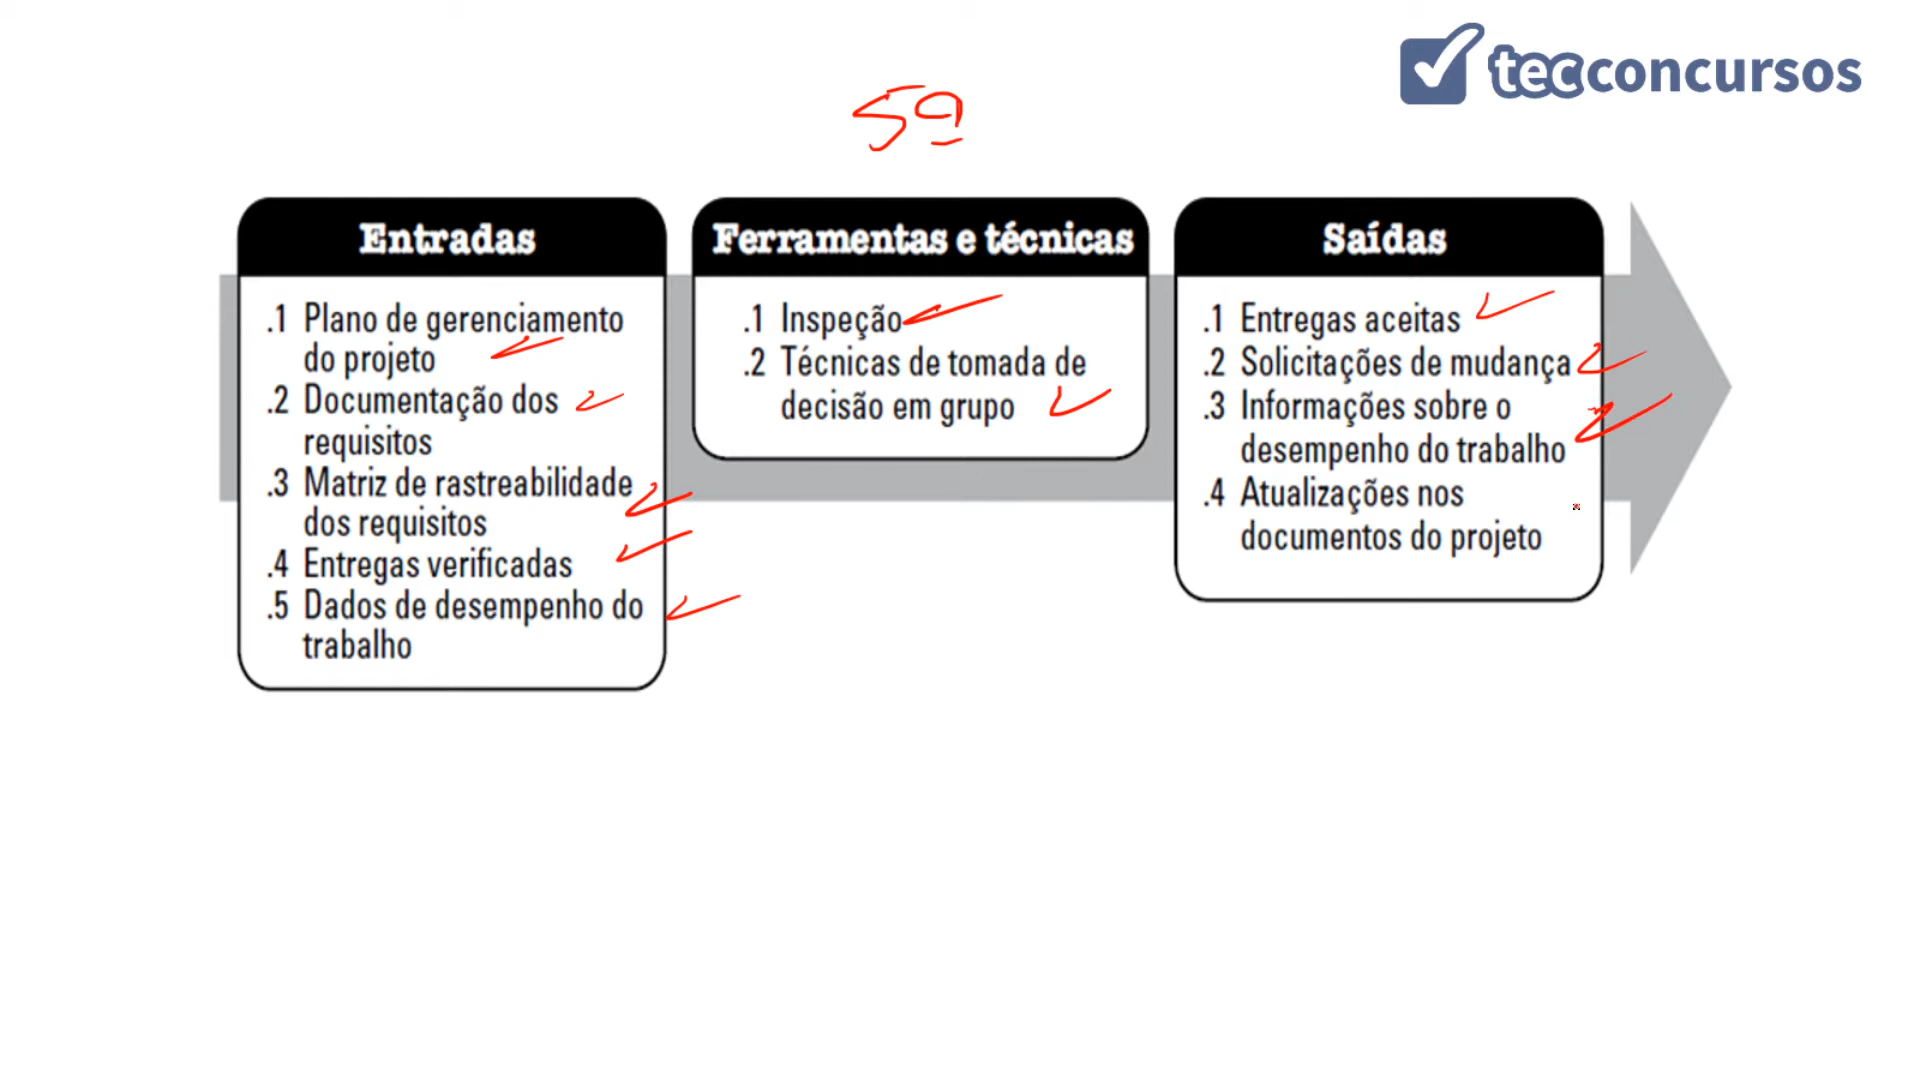 tecconcursos
5ª
Entradas
.1 Plano de gerenciamento
do projeto
.2 Documentação dos
requisitos
.3 Matriz de rastreabilidade
dos requisitos
.4 Entregas verificadas
.5 Dados de desempenho do
trabalho
Ferramentas e técnicas
.1 Inspeção
.2 Técnicas de tomada de
decisão em grupo
Saídas
.1 Entregas aceitas
.2 Solicitações de mudança
.3 Informações sobre o
desempenho do trabalho
.4 Atualizações nos
documentos do projeto